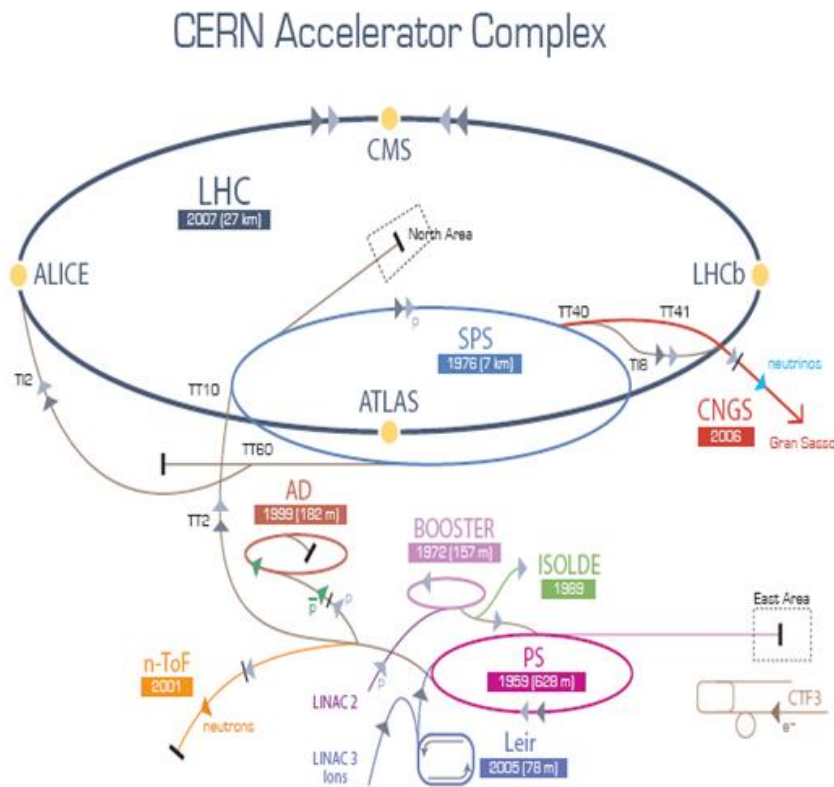 CERN Accelerator Complex
CMS
LHC
2007 (27 km)
North Area
ALICE
LHCb
TT40
TT41
SPS
1976 (7 km)
p
TI8
TI2
TT10
ATLAS
neutrinos
CNGS
2006
Gran Sasso
TT60
AD
1999 (182 m)
TT2
BOOSTER
1972 (157 m)
ISOLDE
1989
p̅
p
East Area
n-ToF
2001
PS
1959 (628 m)
LINAC 2
p
neutrons
CTF3
e-
LINAC 3
Ions
Leir
2005 (78 m)